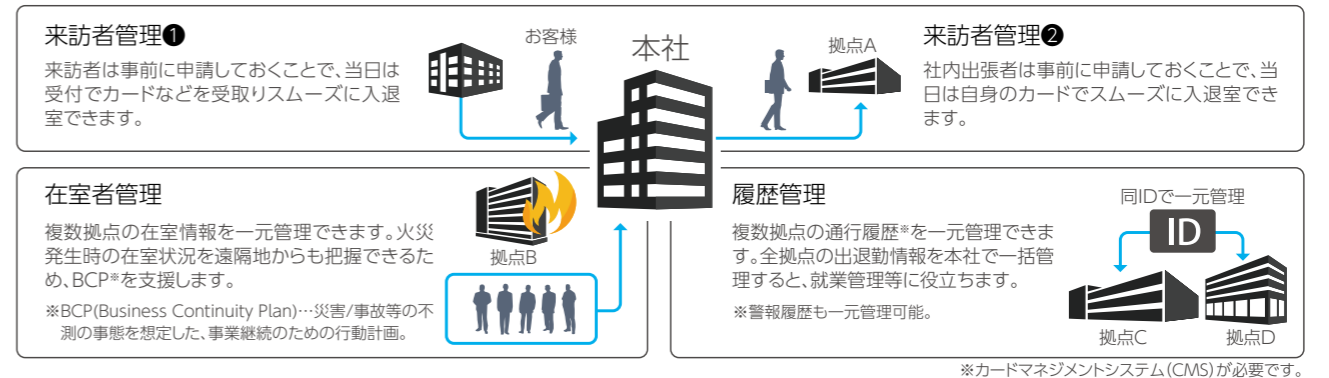 来訪者管理❶
来訪者は事前に申請しておくことで、当日は
受付でカードなどを受取りスムーズに入退
室できます。
お客様
本社
拠点A
来訪者管理❷
社内出張者は事前に申請しておくことで、当
日は自身のカードでスムーズに入退室でき
ます。
在室者管理
複数拠点の在室情報を一元管理できます。火災
発生時の在室状況を遠隔地からも把握できるた
め、BCP※を支援します。
※BCP(Business Continuity Plan)…災害/事故等の不
測の事態を想定した、事業継続のための行動計画。
拠点B
履歴管理
複数拠点の通行履歴※を一元管理できま
す。全拠点の出退勤情報を本社で一括管
理すると、就業管理等に役立ちます。
※警報履歴も一元管理可能。
同IDで一元管理
ID
拠点C
拠点D
※カードマネジメントシステム(CMS)が必要です。